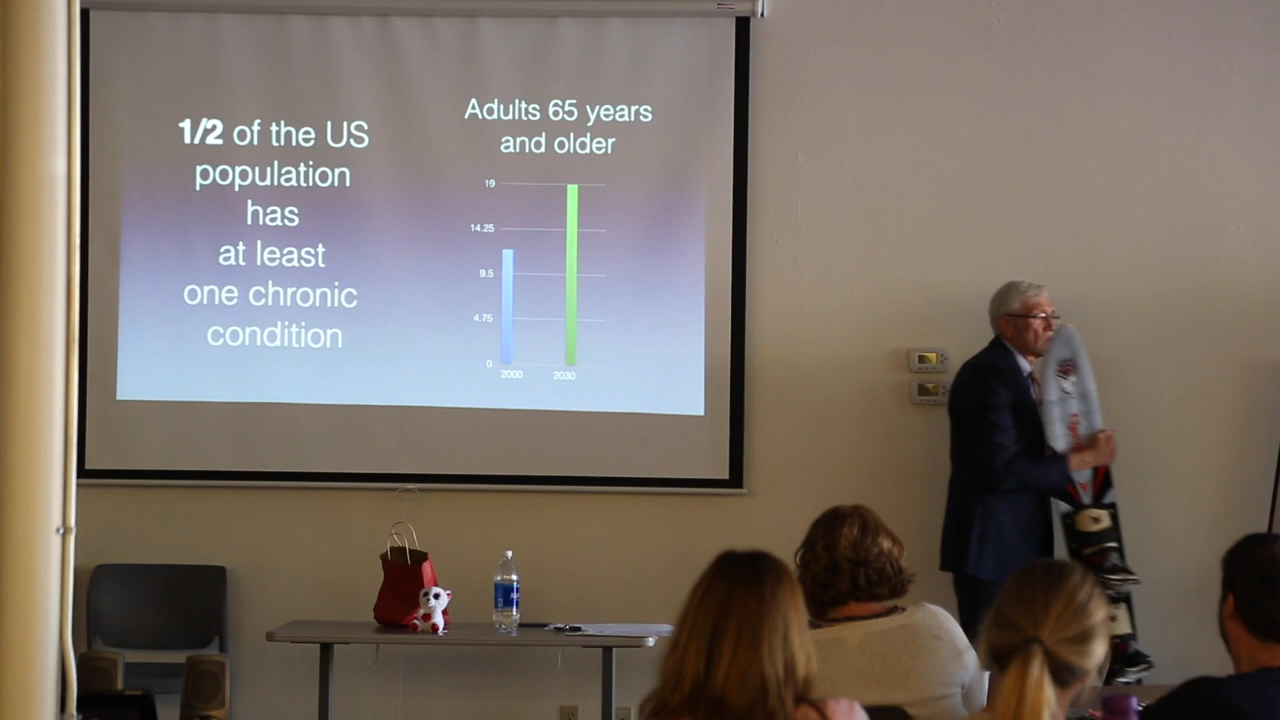 1/2 of the US
population
has
at least
one chronic
condition
Adults 65 years
and older
19
14.25
9.5
4.75
0
2000
2030